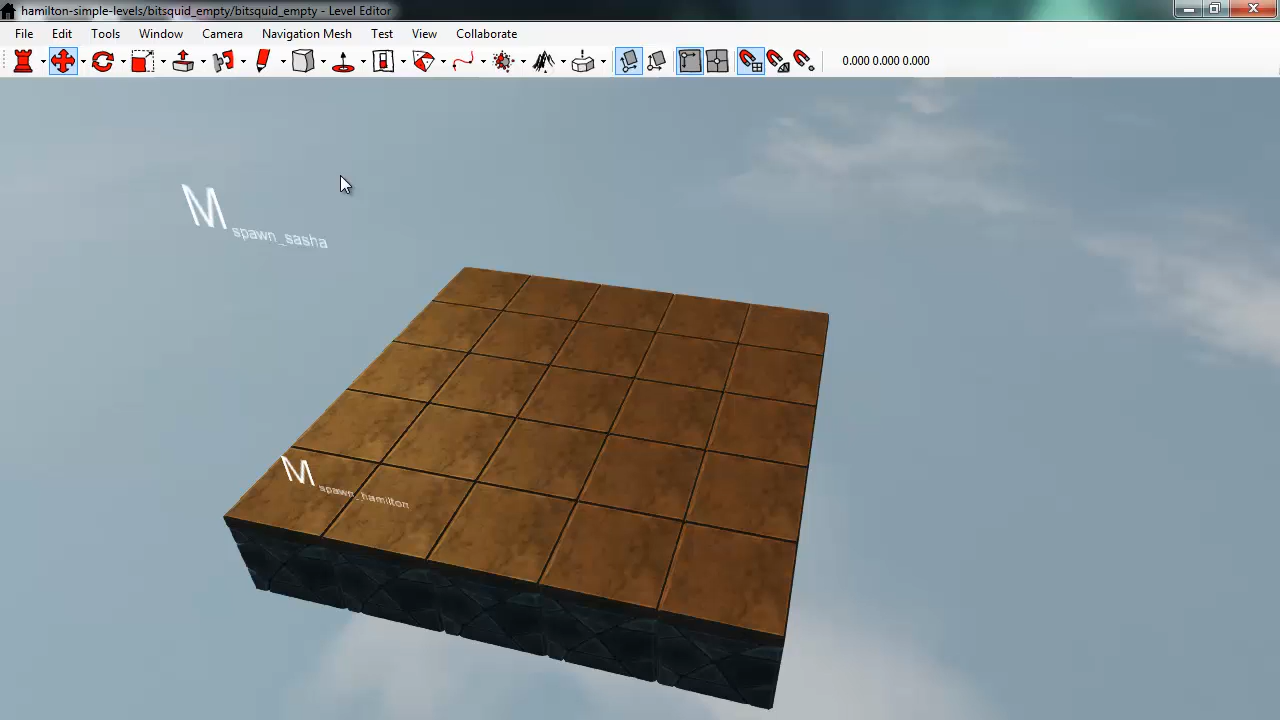 hamilton-simple-levels/bitsquid_empty/bitsquid_empty - Level Editor
File Edit Tools Window Camera Navigation Mesh Test View Collaborate
0.000 0.000 0.000
M spawn_sasha
M spawn_hamilton